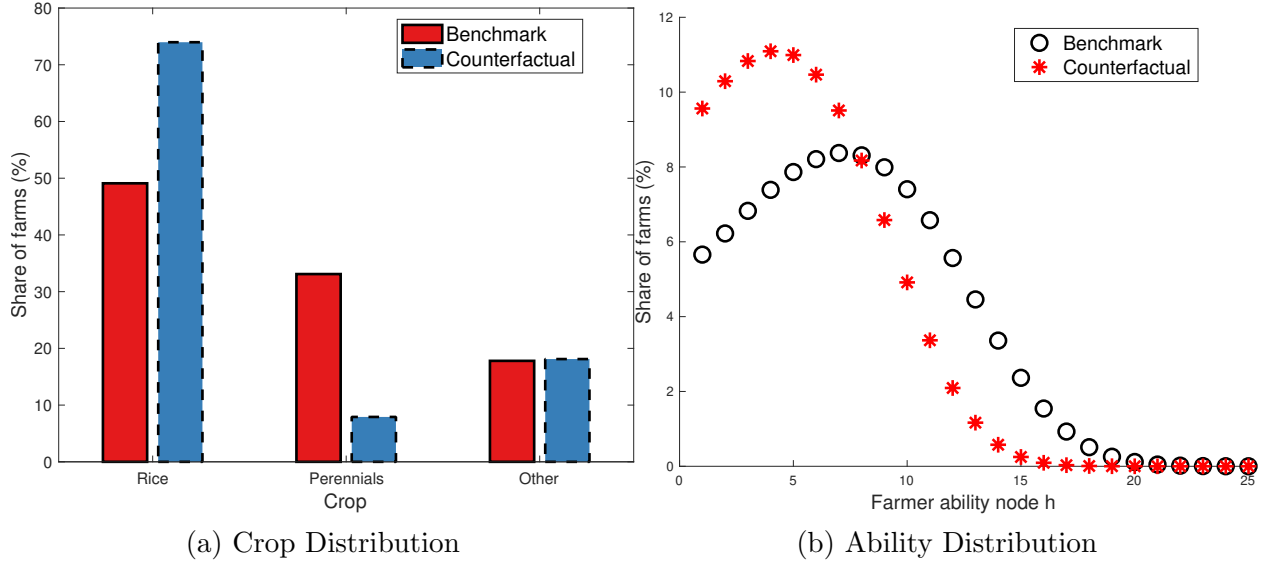 80
70
60
50
40
30
20
10
0
Share of farms (%)
Benchmark
Counterfactual
Rice
Perennials
Other
Crop
(a) Crop Distribution
12
10
8
6
4
2
0
Share of farms (%)
Benchmark
Counterfactual
0
5
10
15
20
25
Farmer ability node h
(b) Ability Distribution